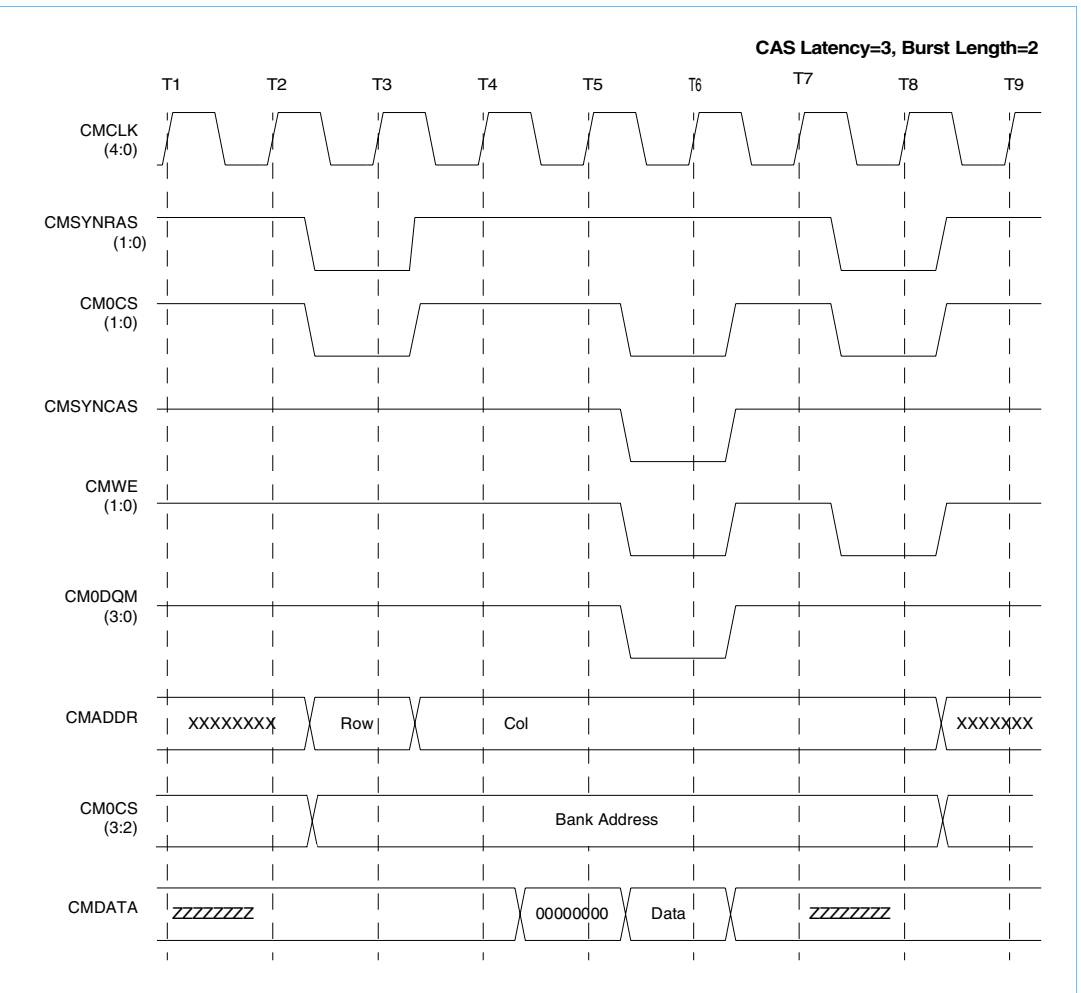 CAS Latency=3, Burst Length=2
T1 T2 T3 T4 T5 T6 T7 T8 T9
CMCLK
(4:0)
CMSYNRAS
(1:0)
CM0CS
(1:0)
CMSYNCAS
CMWE
(1:0)
CM0DQM
(3:0)
CMADDR XXXXXXXX Row Col XXXXXXX
CM0CS
(3:2)
Bank Address
CMDATA ZZZZZZZZ 00000000 Data ZZZZZZZZ